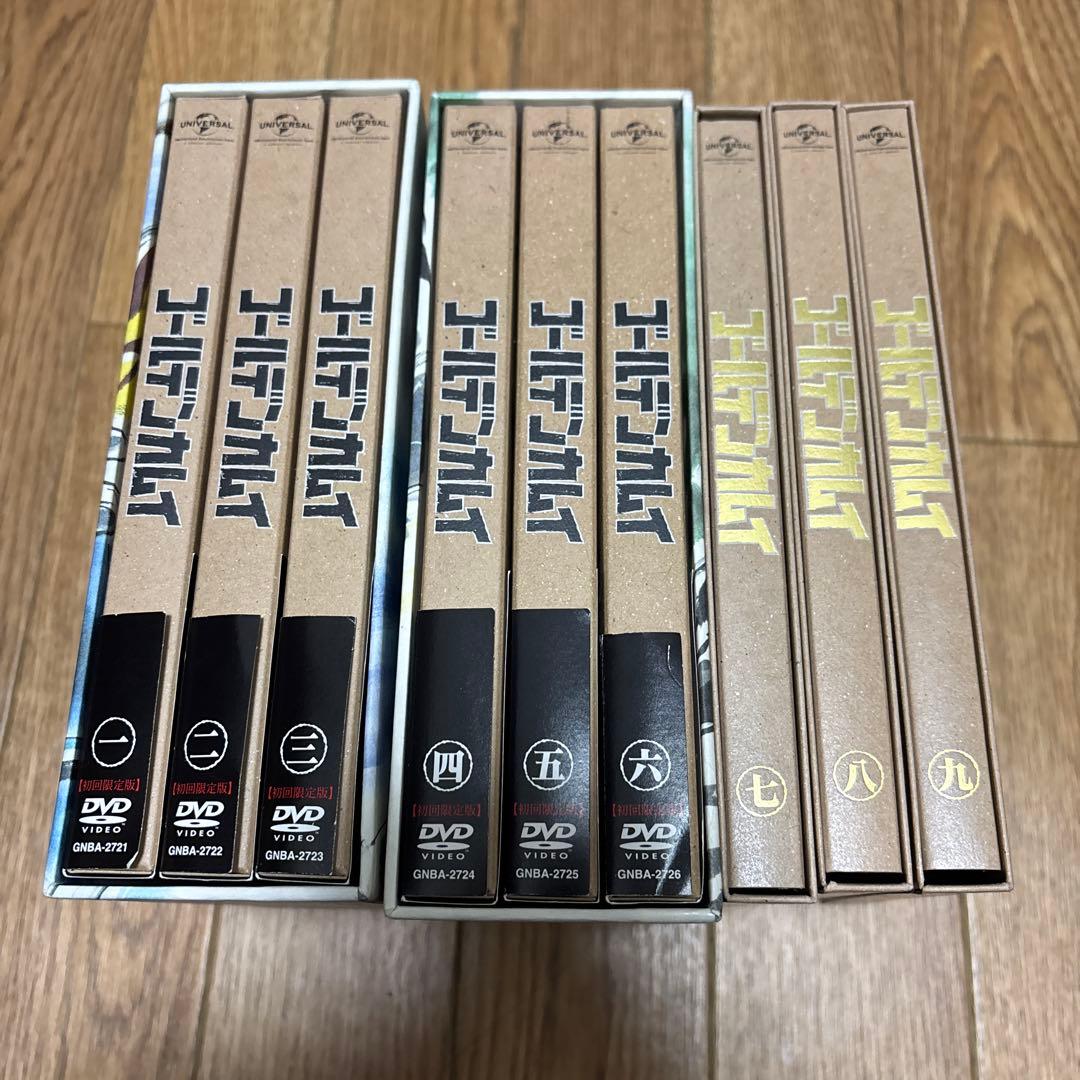 UNIVERSAL
ゴールデンカムイ
一
【初回限定版】
DVD
VIDEO
GNBA-2721
UNIVERSAL
ゴールデンカムイ
二
【初回限定版】
DVD
VIDEO
GNBA-2722
UNIVERSAL
ゴールデンカムイ
三
【初回限定版】
DVD
VIDEO
GNBA-2723
UNIVERSAL
ゴールデンカムイ
四
【初回限定版】
DVD
VIDEO
GNBA-2724
UNIVERSAL
ゴールデンカムイ
五
【初回限定版】
DVD
VIDEO
GNBA-2725
UNIVERSAL
ゴールデンカムイ
六
【初回限定版】
DVD
VIDEO
GNBA-2726
UNIVERSAL
ゴールデンカムイ
七
UNIVERSAL
ゴールデンカムイ
八
UNIVERSAL
ゴールデンカムイ
九